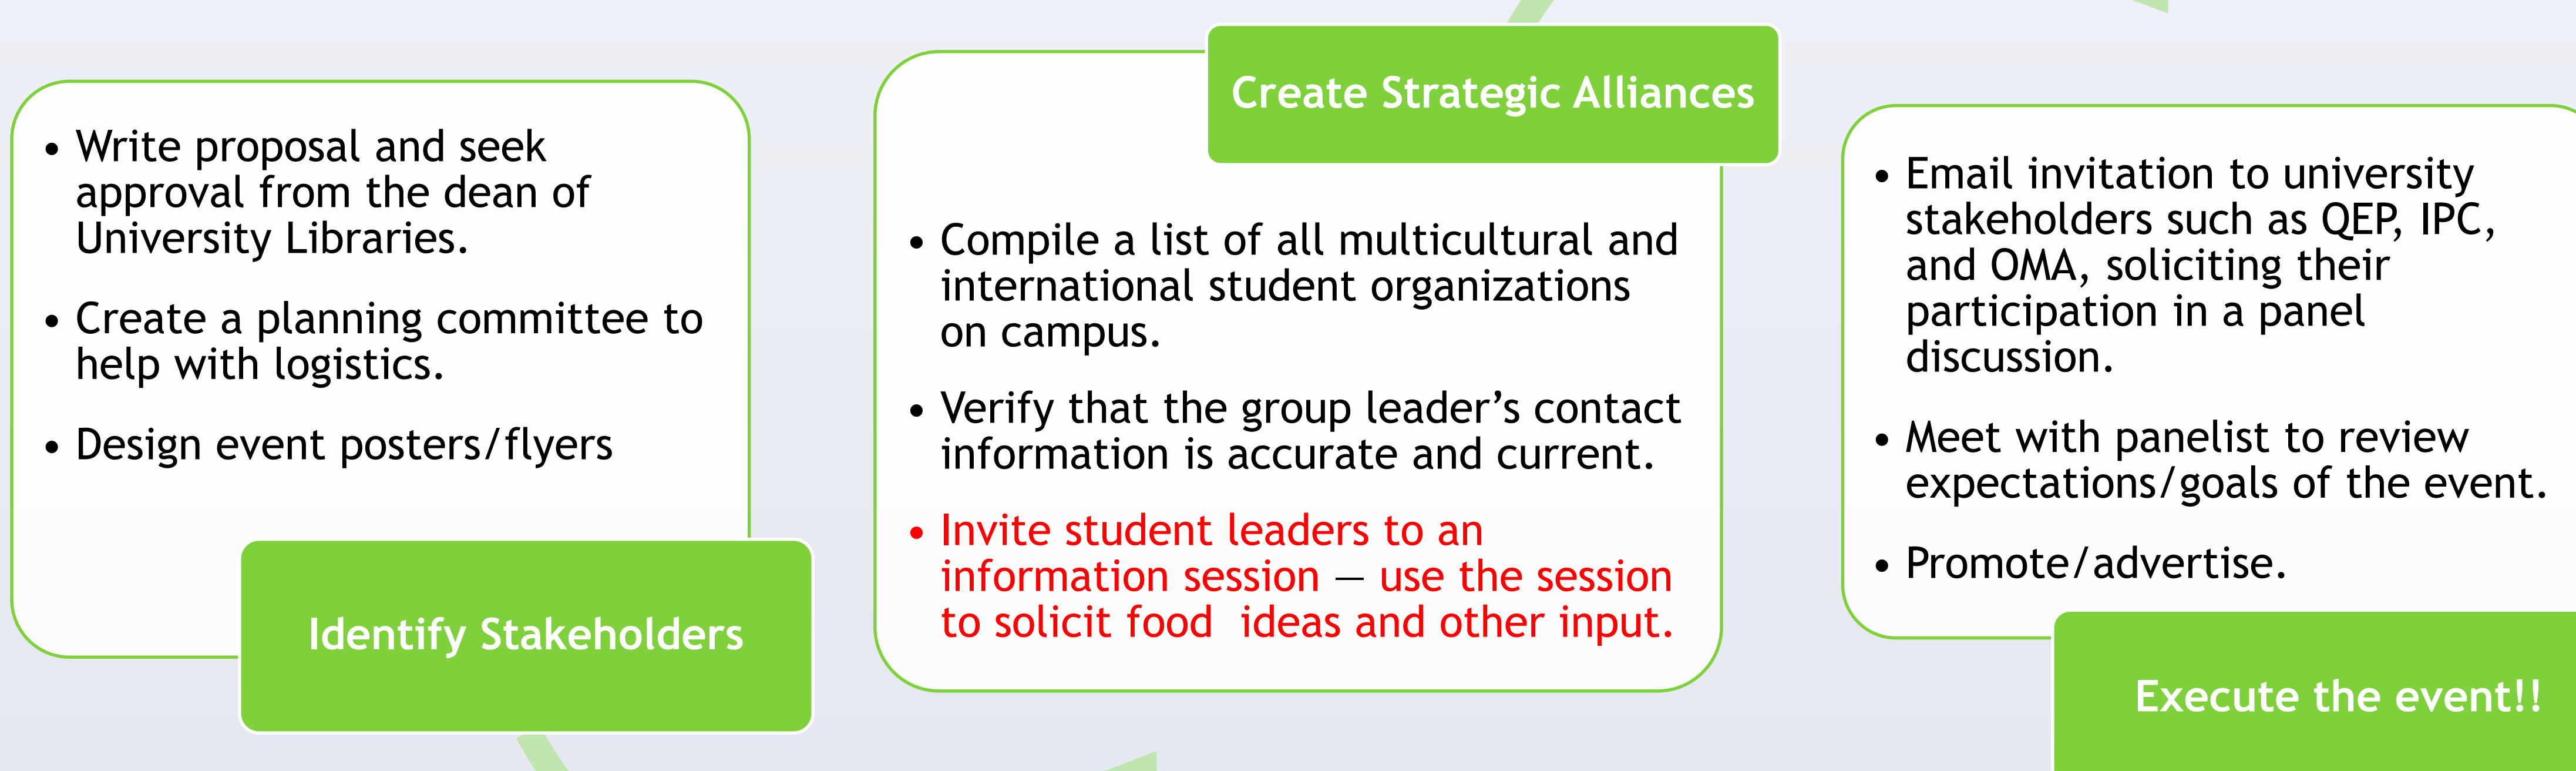 • Write proposal and seek
approval from the dean of
University Libraries.
• Create a planning committee to
help with logistics.
• Design event posters/flyers
Identify Stakeholders
Create Strategic Alliances
• Compile a list of all multicultural and
international student organizations
on campus.
• Verify that the group leader’s contact
information is accurate and current.
• Invite student leaders to an
information session — use the session
to solicit food  ideas and other input.
• Email invitation to university
stakeholders such as QEP, IPC,
and OMA, soliciting their
participation in a panel
discussion.
• Meet with panelist to review
expectations/goals of the event.
• Promote/advertise.
Execute the event!!